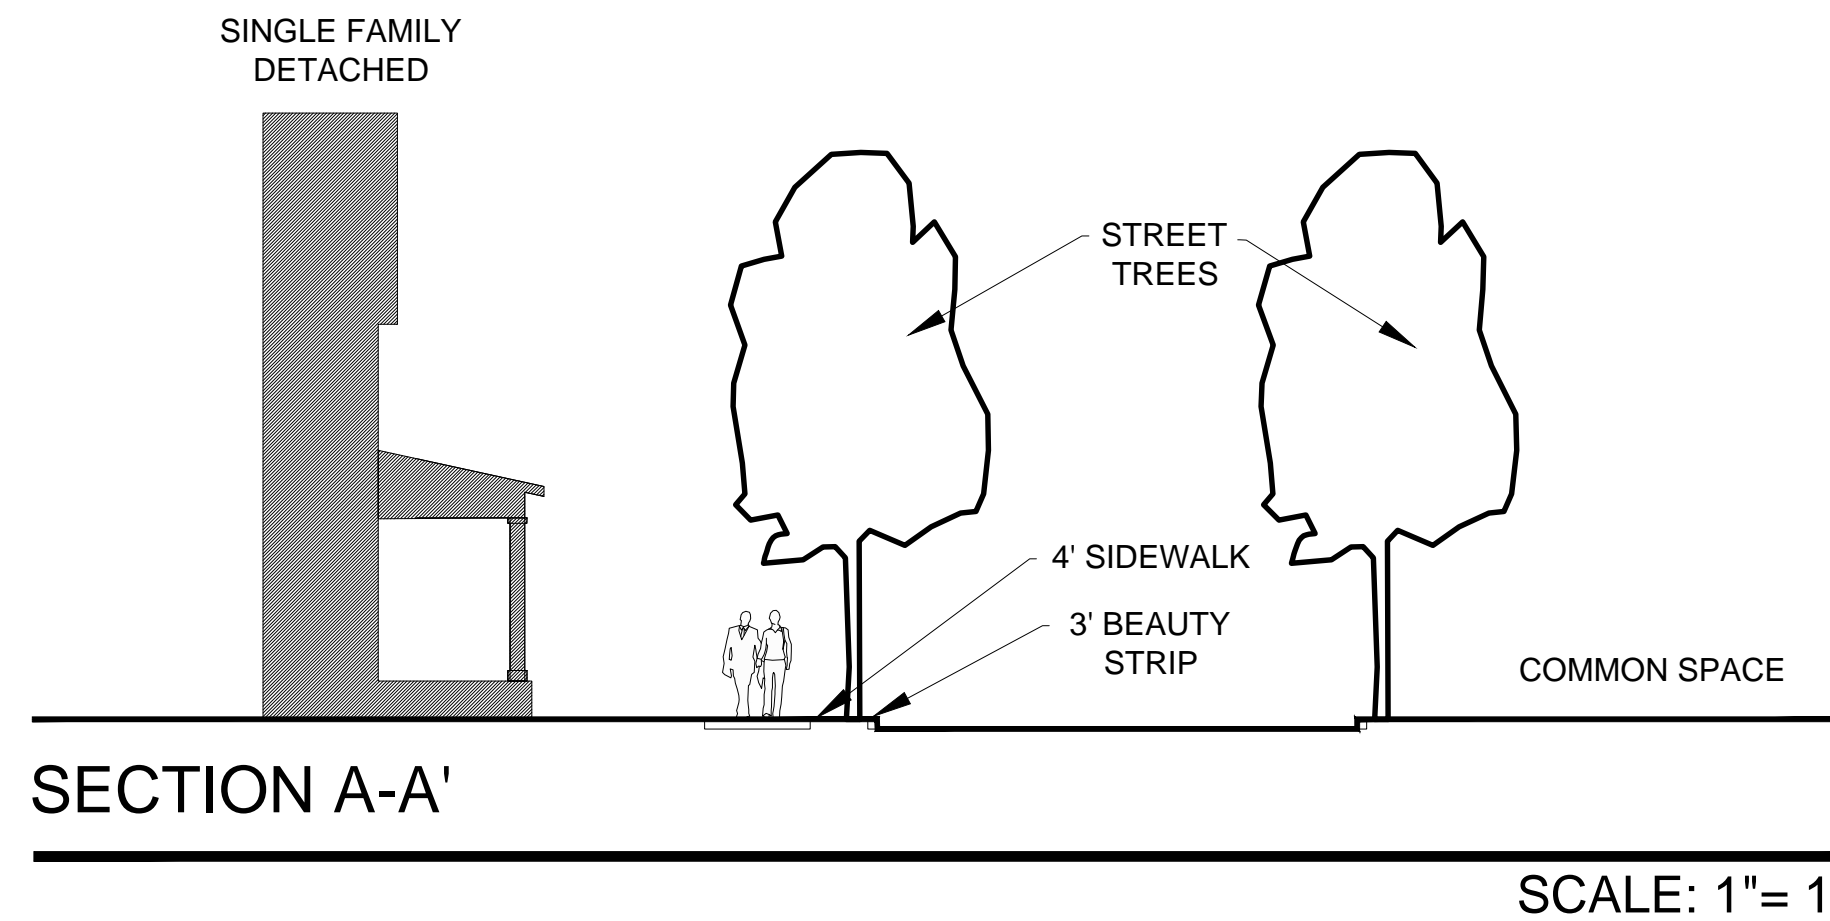 SINGLE FAMILY
DETACHED
STREET
TREES
4' SIDEWALK
3' BEAUTY
STRIP
COMMON SPACE
SECTION A-A'
SCALE: 1"= 1